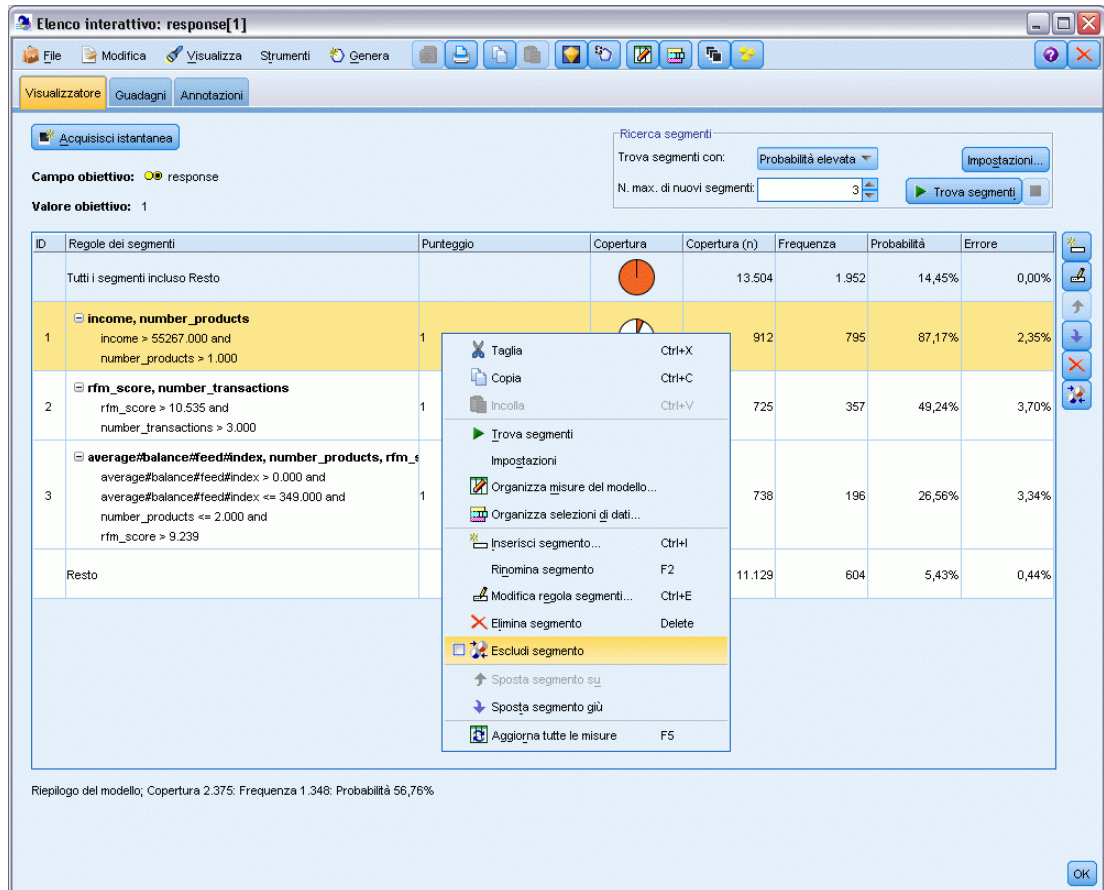 Elenco interattivo: response[1]
File Modifica Visualizza Strumenti Genera
Visualizzatore Guadagni Annotazioni
Acquisisci istantanea
Campo obiettivo: response
Valore obiettivo: 1
Ricerca segmenti
Trova segmenti con: Probabilità elevata Impostazioni...
N. max. di nuovi segmenti: 3 Trova segmenti
ID Regole dei segmenti Punteggio Copertura Copertura (n) Frequenza Probabilità Errore
Tutti i segmenti incluso Resto 13.504 1.952 14,45% 0,00%
income, number_products
1 income > 55267.000 and 1 912 795 87,17% 2,35%
number_products > 1.000
rfm_score, number_transactions
2 rfm_score > 10.535 and 1 725 357 49,24% 3,70%
number_transactions > 3.000
average#balance#feed#index, number_products, rfm_s
average#balance#feed#index > 0.000 and
3 average#balance#feed#index <= 349.000 and 1 738 196 26,56% 3,34%
number_products <= 2.000 and
rfm_score > 9.239
Resto 11.129 604 5,43% 0,44%
Taglia Ctrl+X
Copia Ctrl+C
Incolla Ctrl+V
Trova segmenti
Impostazioni
Organizza misure del modello...
Organizza selezioni di dati...
Inserisci segmento... Ctrl+I
Rinomina segmento F2
Modifica regola segmenti... Ctrl+E
Elimina segmento Delete
Escludi segmento
Sposta segmento su
Sposta segmento giù
Aggiorna tutte le misure F5
Riepilogo del modello; Copertura 2.375: Frequenza 1.348: Probabilità 56,76%
OK